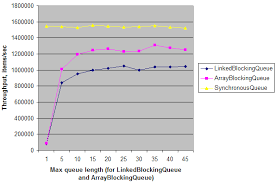 Throughput, items/sec
1800000
1600000
1400000
1200000
1000000
800000
600000
400000
200000
0
1 5 10 15 20 25 30 35 40 45
Max queue length (for LinkedBlockingQueue
and ArrayBlockingQueue)
LinkedBlockingQueue
ArrayBlockingQueue
SynchronousQueue